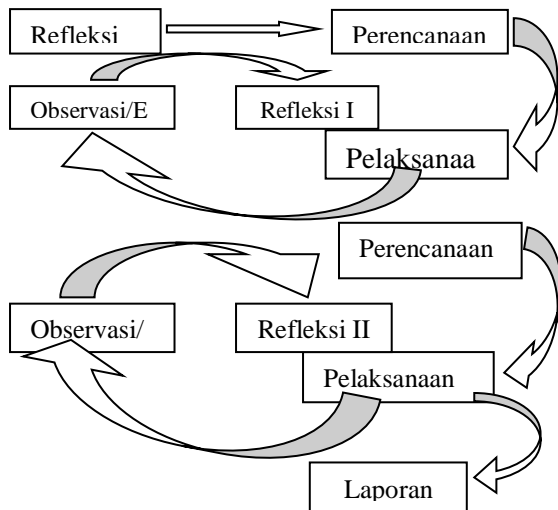 Refleksi
Perencanaan
Observasi/E
Refleksi I
Pelaksanaa
Perencanaan
Observasi/
Refleksi II
Pelaksanaan
Laporan